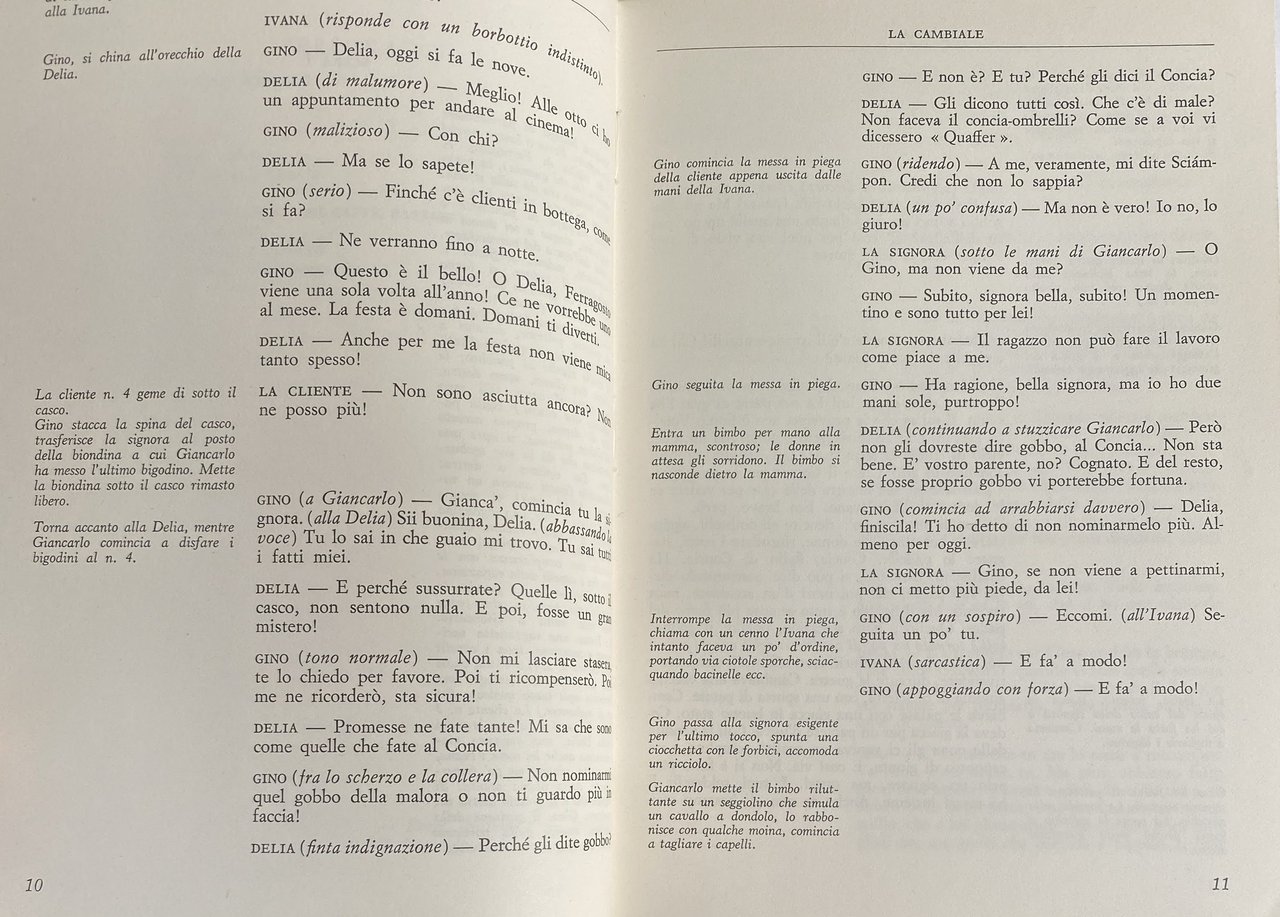 alla Ivana.
Gino, si china all'orecchio della
Delia.
IVANA (risponde con un borbottio indistinto).
GINO — Delia, oggi si fa le nove.
DELIA (di malumore) — Meglio! Alle otto ci ho
un appuntamento per andare al cinema!
GINO (malizioso) — Con chi?
DELIA — Ma se lo sapete!
GINO (serio) — Finché c'è clienti in bottega, come
si fa?
DELIA — Ne verranno fino a notte.
GINO — Questo è il bello! O Delia, Ferragosto
viene una sola volta all'anno! Ce ne vorrebbe uno
al mese. La festa è domani. Domani ti diverti.
DELIA — Anche per me la festa non viene mica
tanto spesso!
La cliente n. 4 geme di sotto il
casco.
Gino stacca la spina del casco,
trasferisce la signora al posto
della biondina a cui Giancarlo
ha messo l'ultimo bigodino. Mette
la biondina sotto il casco rimasto
libero.
Torna accanto alla Delia, mentre
Giancarlo comincia a disfare i
bigodini al n. 4.
LA CLIENTE — Non sono asciutta ancora? Non
ne posso più!
GINO (a Giancarlo) — Gianca', comincia tu la si-
gnora. (alla Delia) Sii buonina, Delia. (abbassando la
voce) Tu lo sai in che guaio mi trovo. Tu sai tutti
i fatti miei.
DELIA — E perché sussurrate? Quelle lì, sotto il
casco, non sentono nulla. E poi, fosse un gran
mistero!
GINO (tono normale) — Non mi lasciare stasera,
te lo chiedo per favore. Poi ti ricompenserò. Poi
me ne ricorderò, sta sicura!
DELIA — Promesse ne fate tante! Mi sa che sono
come quelle che fate al Concia.
GINO (fra lo scherzo e la collera) — Non nominarmi
quel gobbo della malora o non ti guardo più in
faccia!
DELIA (finta indignazione) — Perché gli dite gobbo?
10
LA CAMBIALE
GINO — E non è? E tu? Perché gli dici il Concia?
DELIA — Gli dicono tutti così. Che c'è di male?
Non faceva il concia-ombrelli? Come se a voi vi
dicessero « Quaffer ».
Gino comincia la messa in piega
della cliente appena uscita dalle
mani della Ivana.
GINO (ridendo) — A me, veramente, mi dite Sciám-
pon. Credi che non lo sappia?
DELIA (un po' confusa) — Ma non è vero! Io no, lo
giuro!
LA SIGNORA (sotto le mani di Giancarlo) — O
Gino, ma non viene da me?
GINO — Subito, signora bella, subito! Un momen-
tino e sono tutto per lei!
LA SIGNORA — Il ragazzo non può fare il lavoro
come piace a me.
Gino seguita la messa in piega.
GINO — Ha ragione, bella signora, ma io ho due
mani sole, purtroppo!
Entra un bimbo per mano alla
mamma, scontroso; le donne in
attesa gli sorridono. Il bimbo si
nasconde dietro la mamma.
DELIA (continuando a stuzzicare Giancarlo) — Però
non gli dovreste dire gobbo, al Concia... Non sta
bene. E' vostro parente, no? Cognato. E del resto,
se fosse proprio gobbo vi porterebbe fortuna.
GINO (comincia ad arrabbiarsi davvero) — Delia,
finiscila! Ti ho detto di non nominarmelo più. Al-
meno per oggi.
LA SIGNORA — Gino, se non viene a pettinarmi,
non ci metto più piede, da lei!
Interrompe la messa in piega,
chiama con un cenno l'Ivana che
intanto faceva un po' d'ordine,
portando via ciotole sporche, sciac-
quando bacinelle ecc.
GINO (con un sospiro) — Eccomi. (all'Ivana) Se-
guita un po' tu.
IVANA (sarcastica) — E fa' a modo!
GINO (appoggiando con forza) — E fa' a modo!
Gino passa alla signora esigente
per l'ultimo tocco, spunta una
ciocchetta con le forbici, accomoda
un ricciolo.
Giancarlo mette il bimbo rilut-
tante su un seggiolino che simula
un cavallo a dondolo, lo rabbo-
nisce con qualche moina, comincia
a tagliare i capelli.
11